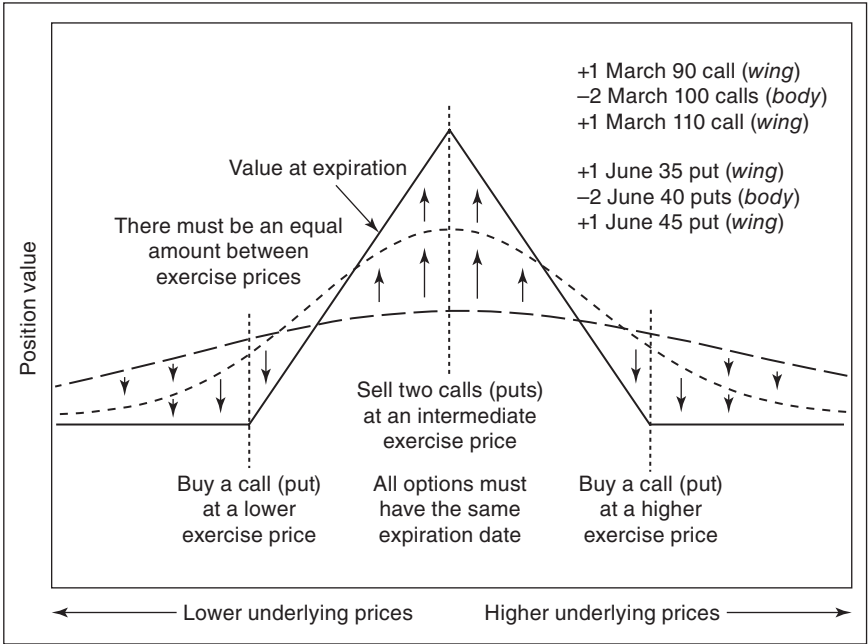 +1 March 90 call (wing)
–2 March 100 calls (body)
+1 March 110 call (wing)
+1 June 35 put (wing)
–2 June 40 puts (body)
+1 June 45 put (wing)
Value at expiration
There must be an equal
amount between
exercise prices
Position value
Sell two calls (puts)
at an intermediate
exercise price
Buy a call (put)
at a lower
exercise price
All options must
have the same
expiration date
Buy a call (put)
at a higher
exercise price
Lower underlying prices
Higher underlying prices